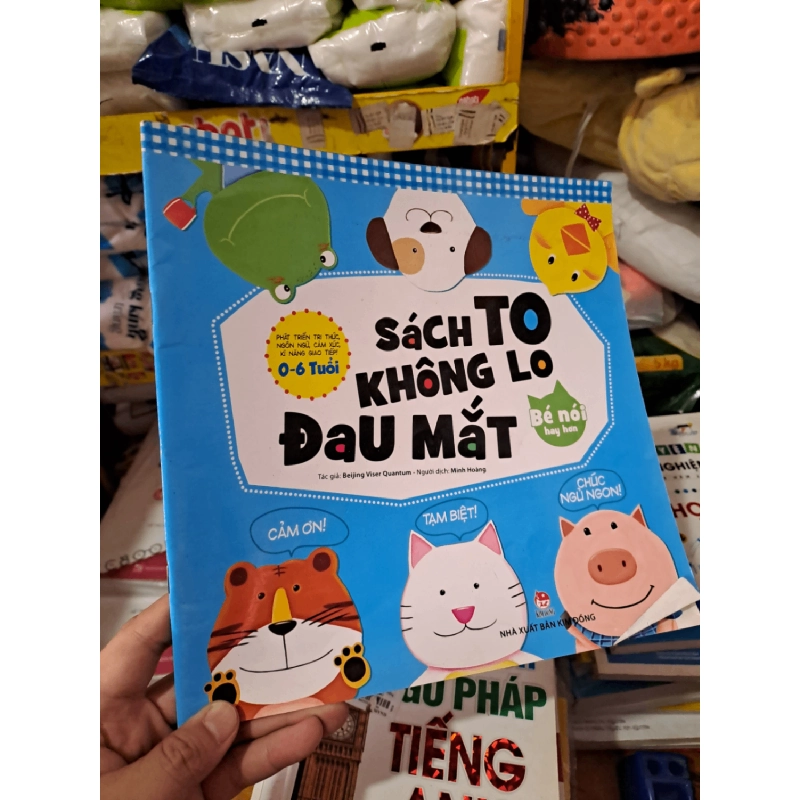 PHÁT TRIỂN TRI THỨC,
NGÔN NGỮ, CẢM XÚC,
KĨ NĂNG GIAO TIẾP!
0-6 Tuổi
Sách TO
KHÔNG LO
ĐAU MẮT
Bé nói
hay hơn
Tác giả: Beijing Viser Quantum - Người dịch: Minh Hoàng
CẢM ƠN!
TẠM BIỆT!
CHÚC
NGỦ NGON!
NHÀ XUẤT BẢN KIM ĐỒNG
PHÁP
TIẾNG
5kg